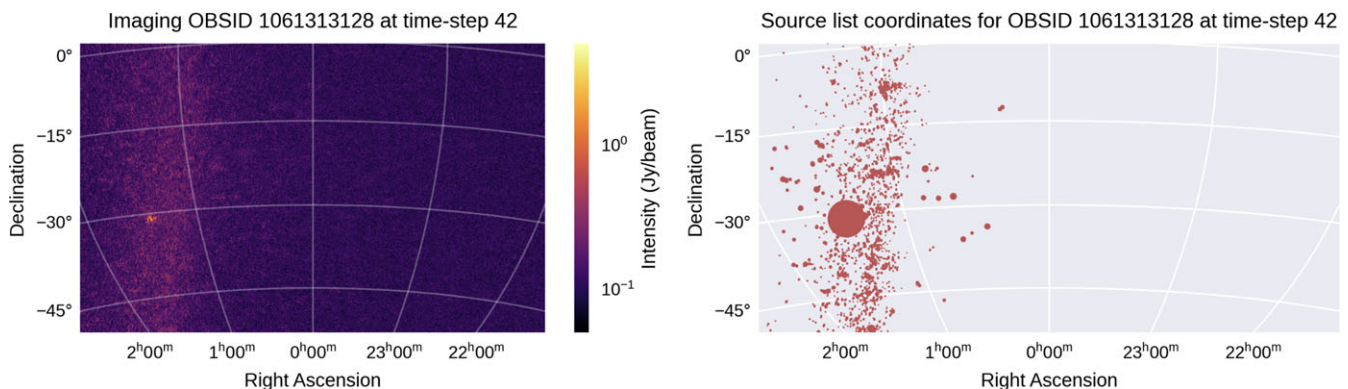 Imaging OBSID 1061313128 at time-step 42
0°
−15°
−30°
−45°
Declination
2ʰ00ᵐ
1ʰ00ᵐ
0ʰ00ᵐ
23ʰ00ᵐ
22ʰ00ᵐ
Right Ascension
10⁰
10⁻¹
Intensity (Jy/beam)
Source list coordinates for OBSID 1061313128 at time-step 42
0°
−15°
−30°
−45°
Declination
2ʰ00ᵐ
1ʰ00ᵐ
0ʰ00ᵐ
23ʰ00ᵐ
22ʰ00ᵐ
Right Ascension